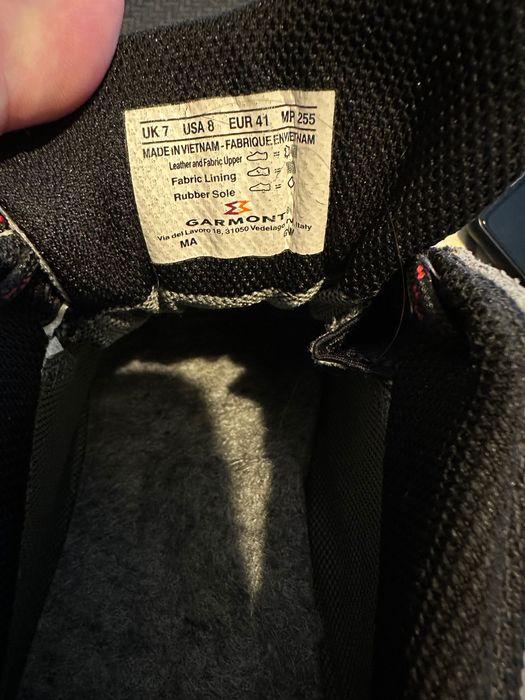 UK 7 USA 8 EUR 41 MP 255
MADE IN VIETNAM - FABRIQUE EN VIETNAM
Leather and Fabric Upper
Fabric Lining
Rubber Sole
GARMONT
Via del Lavoro 18, 31050 Vedelago, Italy
MA